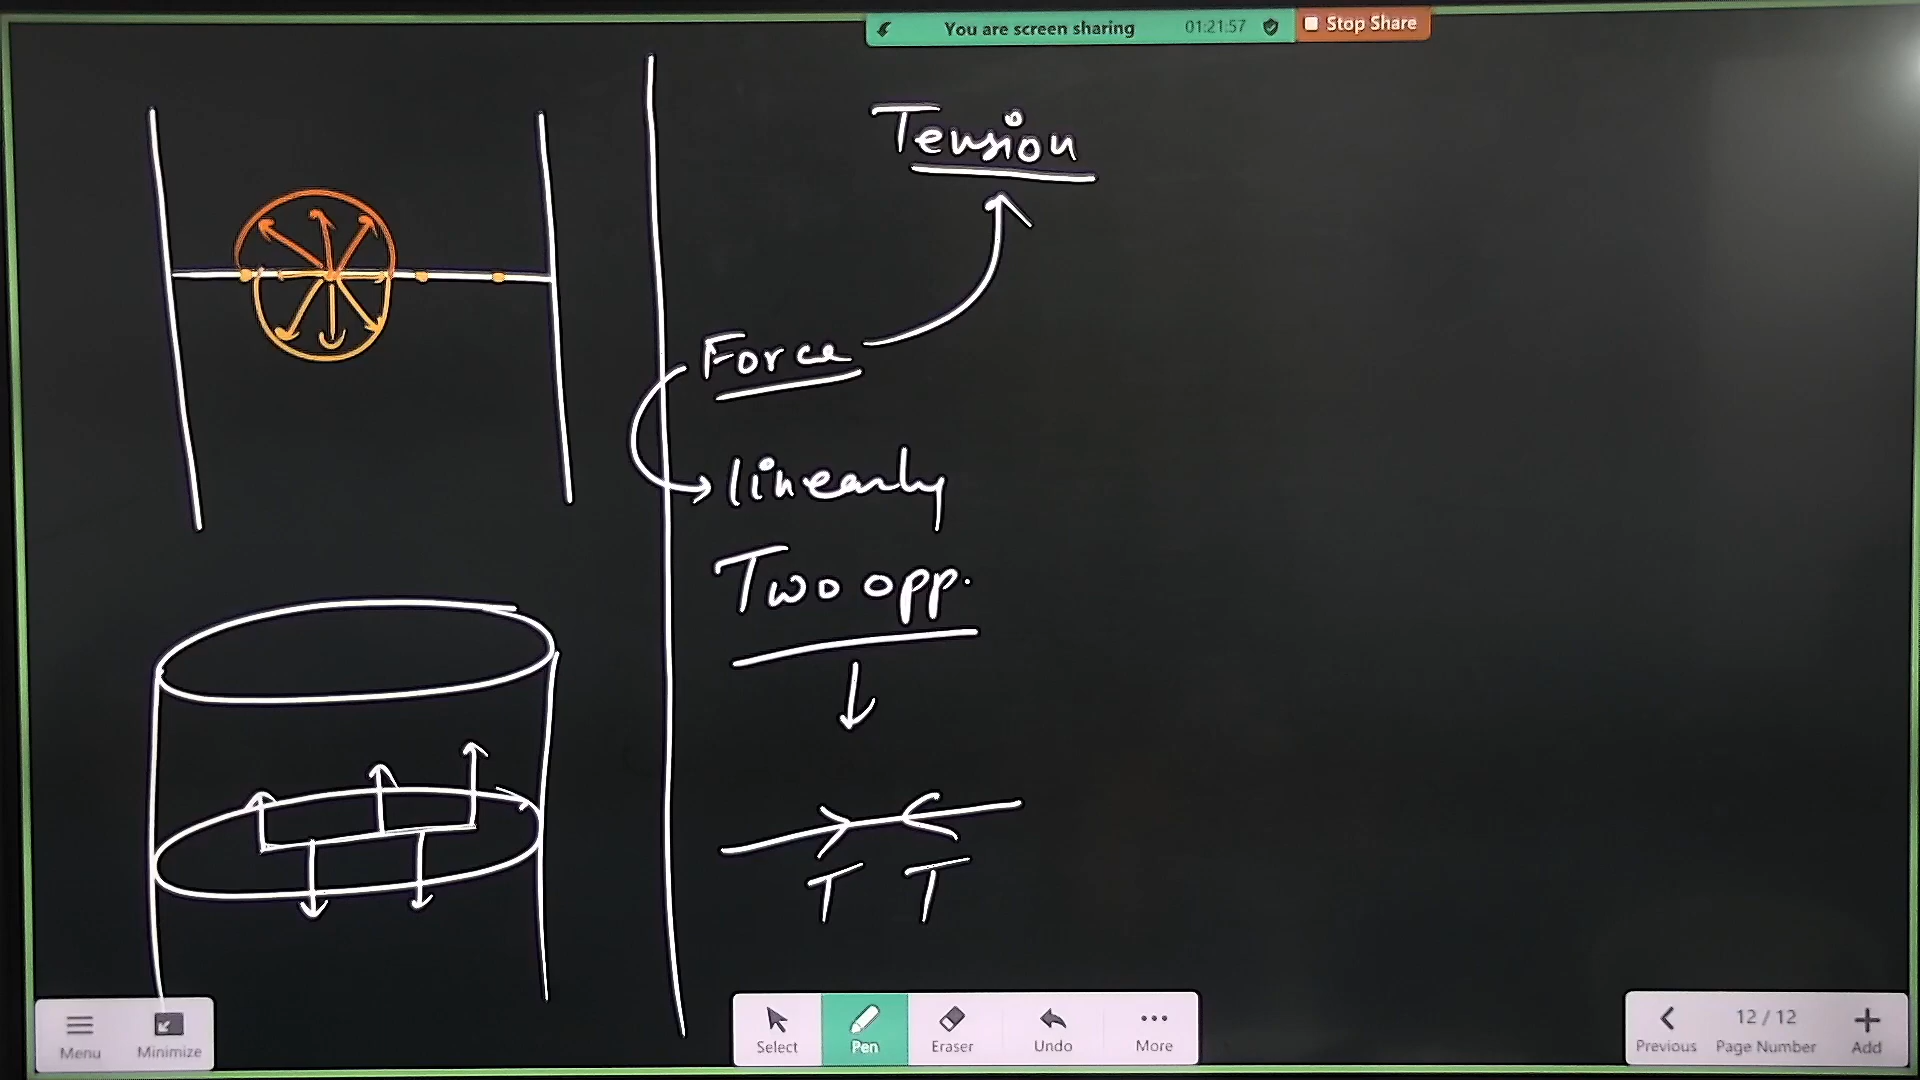 You are screen sharing 01:21:57 Stop Share
Tension
Force
linearly
Two opp.
T T
Menu Minimize Select Pen Eraser Undo More Previous 12 / 12 Page Number Add